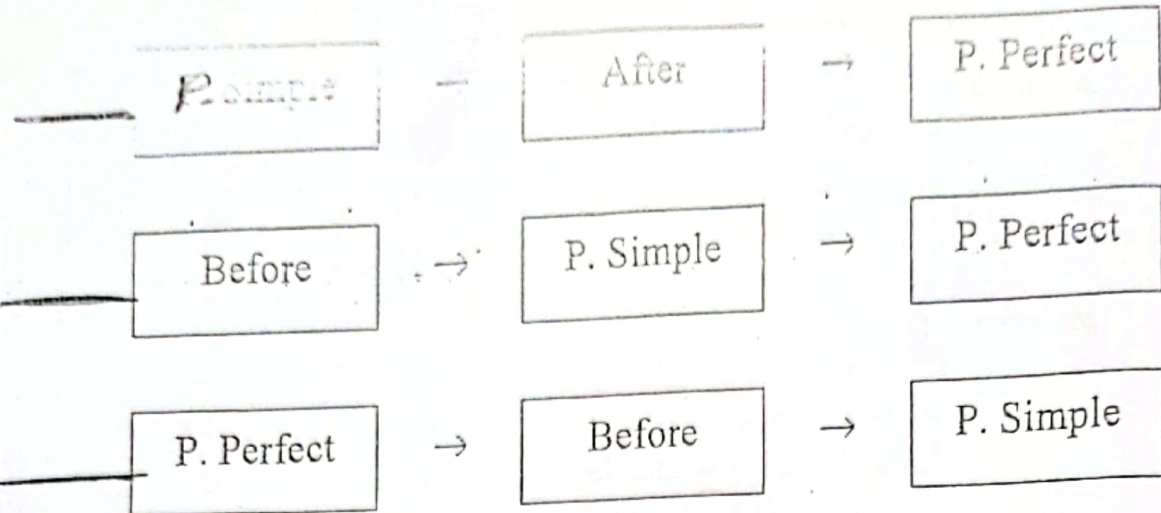 P. Simple → After → P. Perfect
Before → P. Simple → P. Perfect
P. Perfect → Before → P. Simple